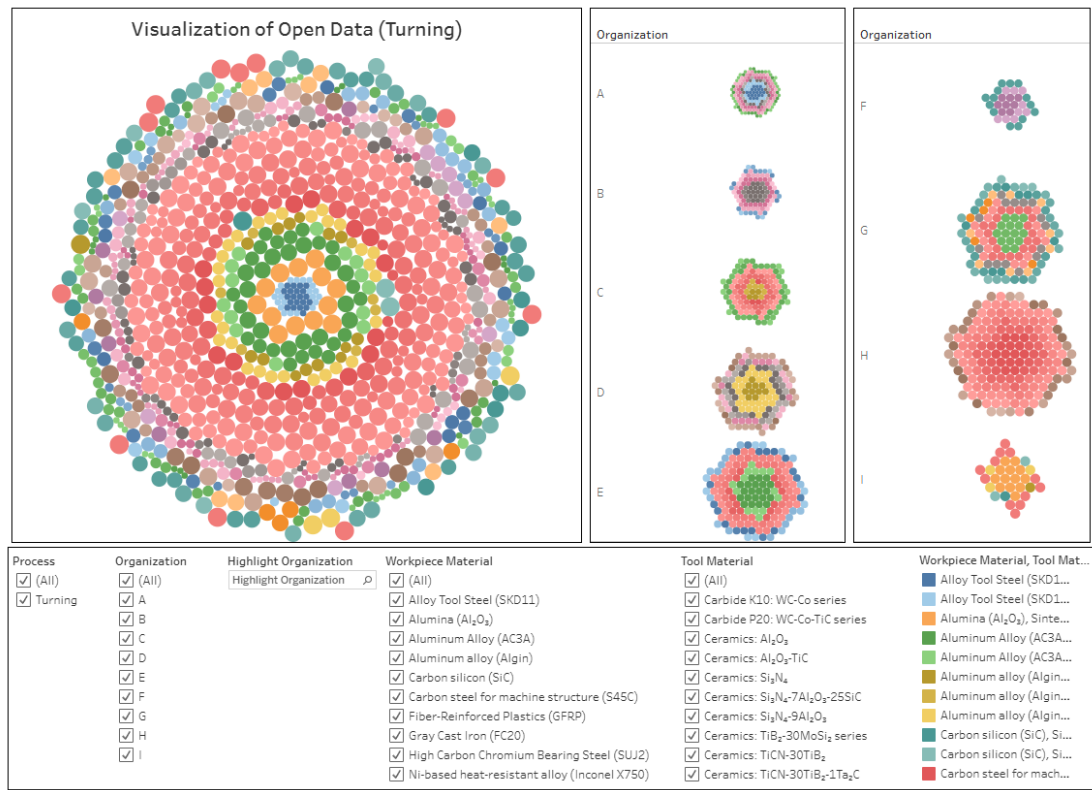 Visualization of Open Data (Turning)
Organization
A
B
C
D
E
Organization
F
G
H
I
Process
(All)
Turning
Organization
(All)
A
B
C
D
E
F
G
H
I
Highlight Organization
Highlight Organization
Workpiece Material
(All)
Alloy Tool Steel (SKD11)
Alumina (Al₂O₃)
Aluminum Alloy (AC3A)
Aluminum alloy (Algin)
Carbon silicon (SiC)
Carbon steel for machine structure (S45C)
Fiber-Reinforced Plastics (GFRP)
Gray Cast Iron (FC20)
High Carbon Chromium Bearing Steel (SUJ2)
Ni-based heat-resistant alloy (Inconel X750)
Tool Material
(All)
Carbide K10: WC-Co series
Carbide P20: WC-Co-TiC series
Ceramics: Al₂O₃
Ceramics: Al₂O₃-TiC
Ceramics: Si₃N₄
Ceramics: Si₃N₄-7Al₂O₃-25SiC
Ceramics: Si₃N₄-9Al₂O₃
Ceramics: TiB₂-30MoSi₂ series
Ceramics: TiCN-30TiB₂
Ceramics: TiCN-30TiB₂-1Ta₂C
Workpiece Material, Tool Mat...
Alloy Tool Steel (SKD1...
Alloy Tool Steel (SKD1...
Alumina (Al₂O₃), Sinte...
Aluminum Alloy (AC3A...
Aluminum Alloy (AC3A...
Aluminum alloy (Algin...
Aluminum alloy (Algin...
Aluminum alloy (Algin...
Carbon silicon (SiC), Si...
Carbon silicon (SiC), Si...
Carbon steel for mach...